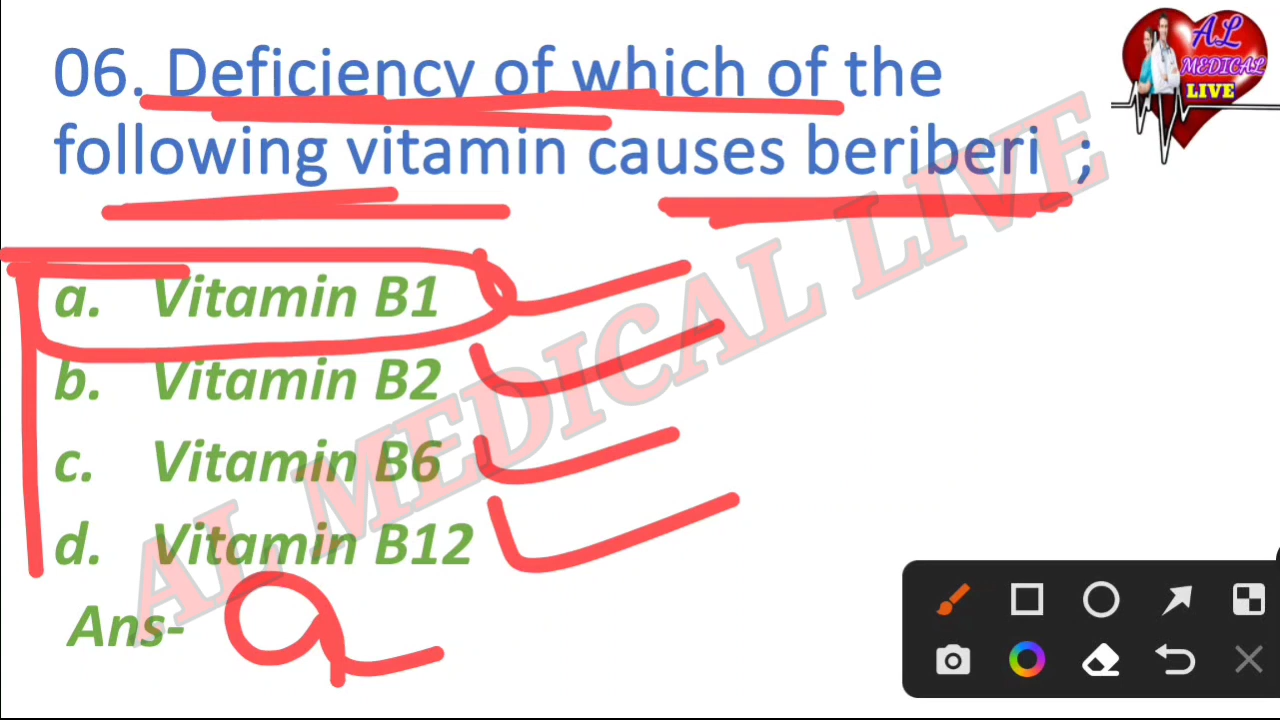 06. Deficiency of which of the
following vitamin causes beriberi ;
a. Vitamin B1
b. Vitamin B2
c. Vitamin B6
d. Vitamin B12
Ans- a
AL MEDICAL LIVE
AL
MEDICAL
LIVE